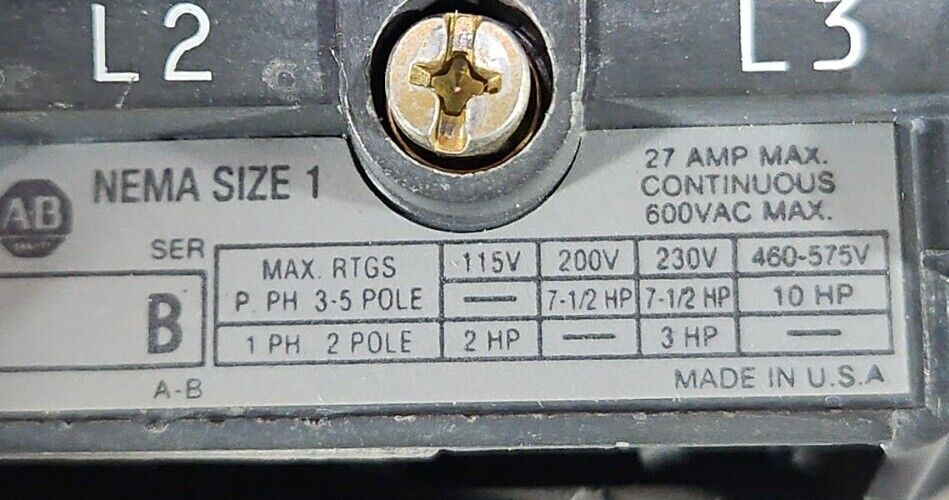 L2
L3
AB
NEMA SIZE 1
27 AMP MAX.
CONTINUOUS
600VAC MAX.
SER
B
A-B
MAX. RTGS 115V 200V 230V 460-575V
P. PH 3-5 POLE — 7-1/2 HP 7-1/2 HP 10 HP
1 PH 2 POLE 2 HP — 3 HP —
MADE IN U.S.A